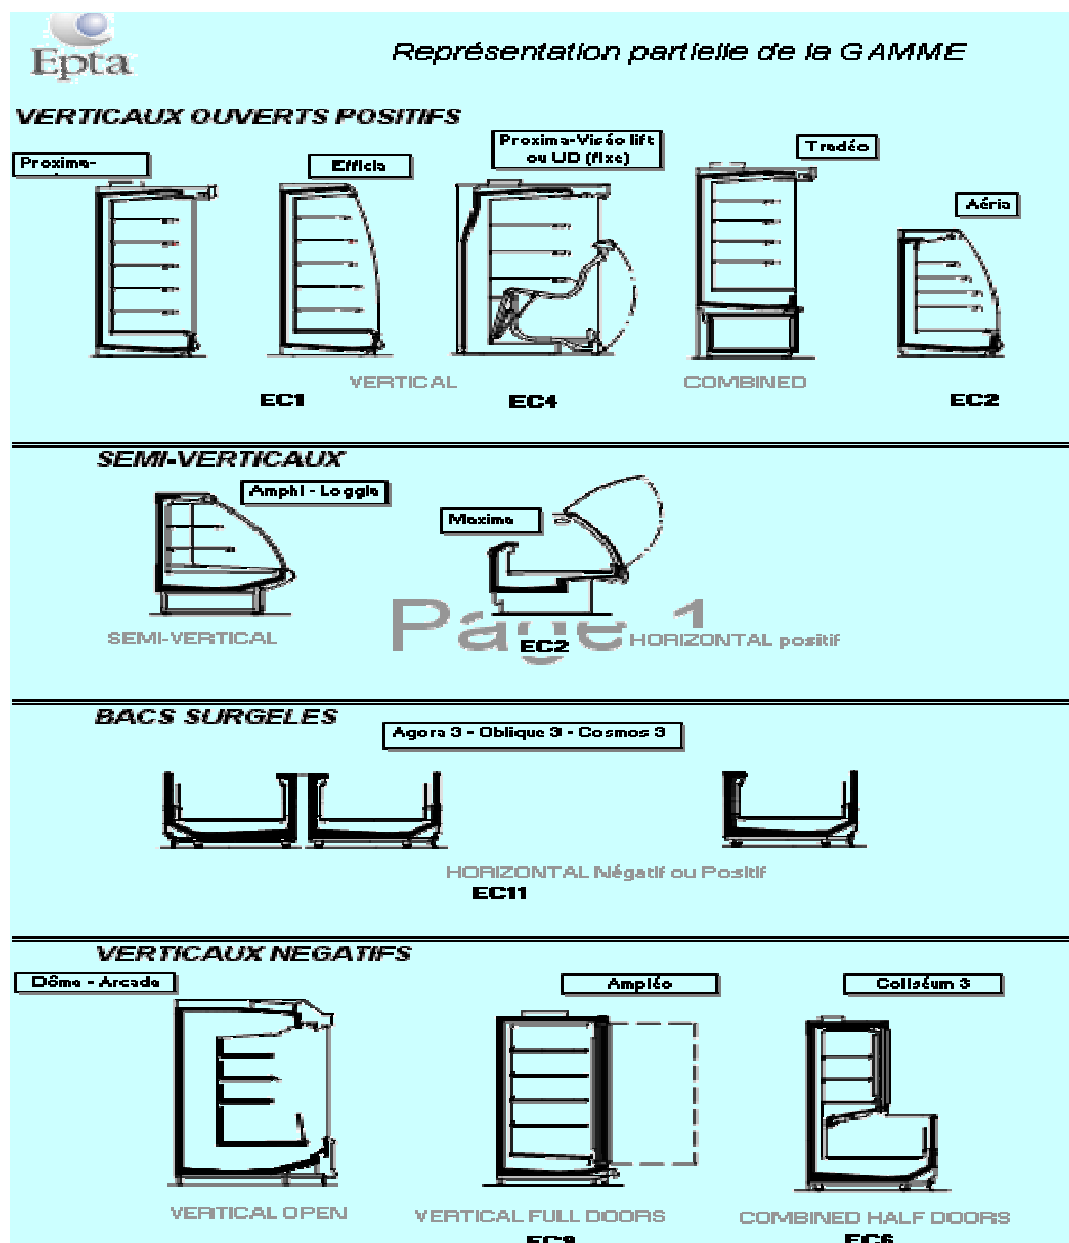 Epta
Représentation partielle de la GAMME
VERTICAUX OUVERTS POSITIFS
Proxima-
Efficia
Proxima-Viséo lift
ou UD (fixe)
Tradéo
Aéria
VERTICAL
COMBINED
EC1
EC4
EC2
SEMI-VERTICAUX
Amphi - Loggia
Maxima
Page 1
SEMI-VERTICAL
EC2
HORIZONTAL positif
BACS SURGELES
Agora 3 - Oblique 3 - Cosmos 3
HORIZONTAL Négatif ou Positif
EC11
VERTICAUX NEGATIFS
Dôme - Arcade
Ampléo
Coliséum 3
VERTICAL OPEN
VERTICAL FULL DOORS
COMBINED HALF DOORS